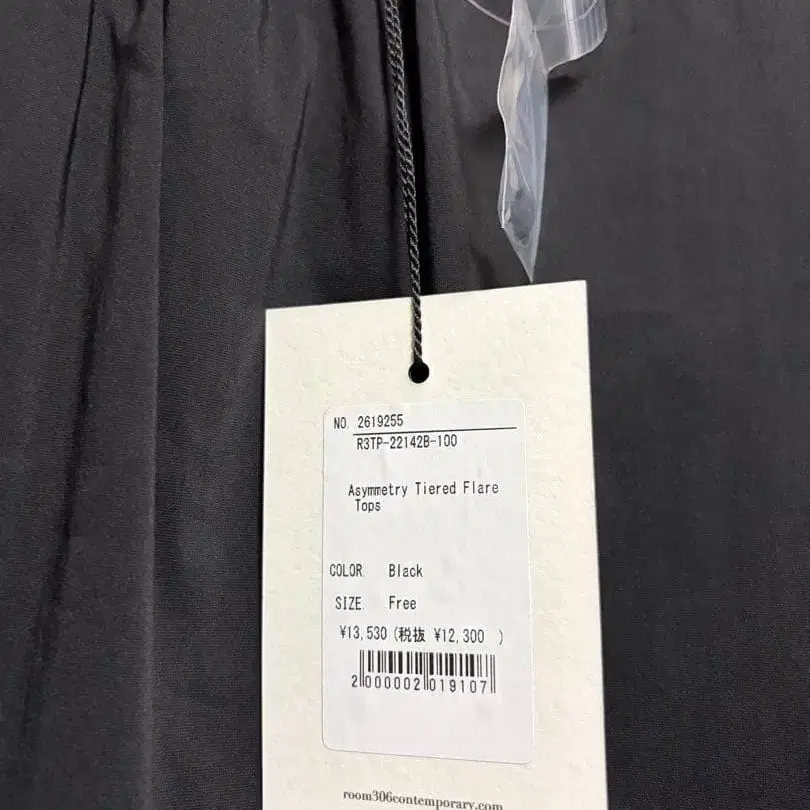 NO. 2619255
R3TP-22142B-100
Asymmetry Tiered Flare
Tops
COLOR. Black
SIZE. Free
¥13,530 (税抜 ¥12,300 )
2000002019107
room306contemporary.com